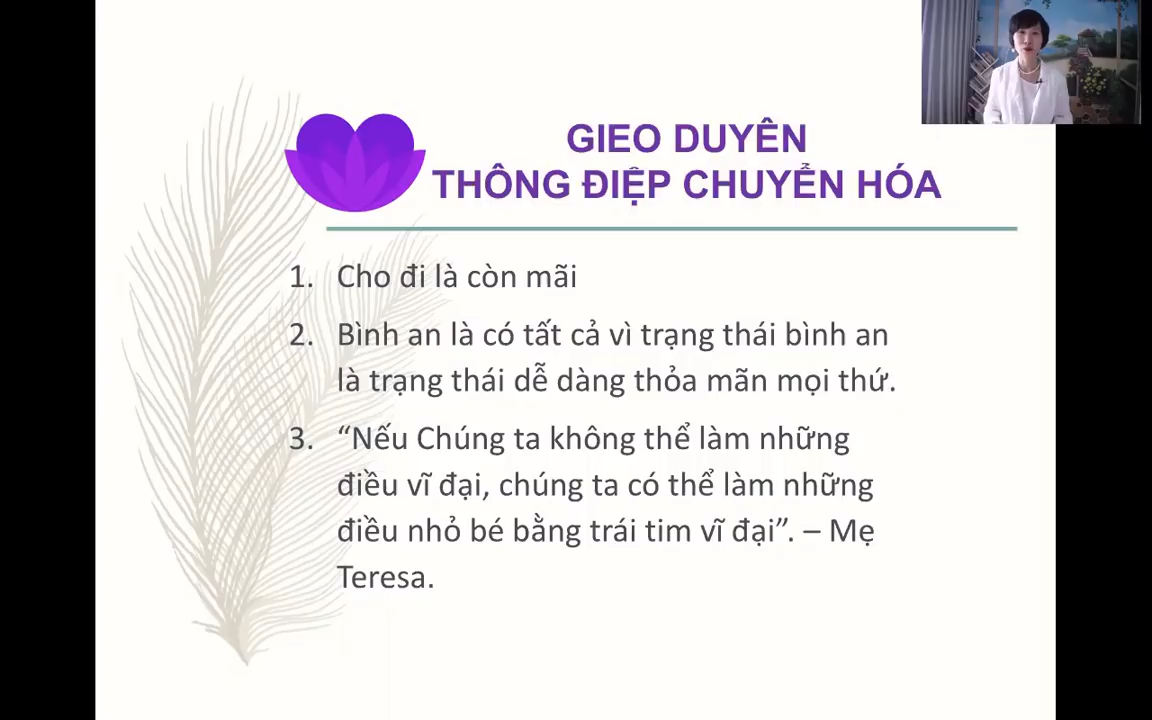 GIEO DUYÊN
THÔNG ĐIỆP CHUYỂN HÓA
1. Cho đi là còn mãi
2. Bình an là có tất cả vì trạng thái bình an
là trạng thái dễ dàng thỏa mãn mọi thứ.
3. “Nếu Chúng ta không thể làm những
điều vĩ đại, chúng ta có thể làm những
điều nhỏ bé bằng trái tim vĩ đại”. – Mẹ
Teresa.